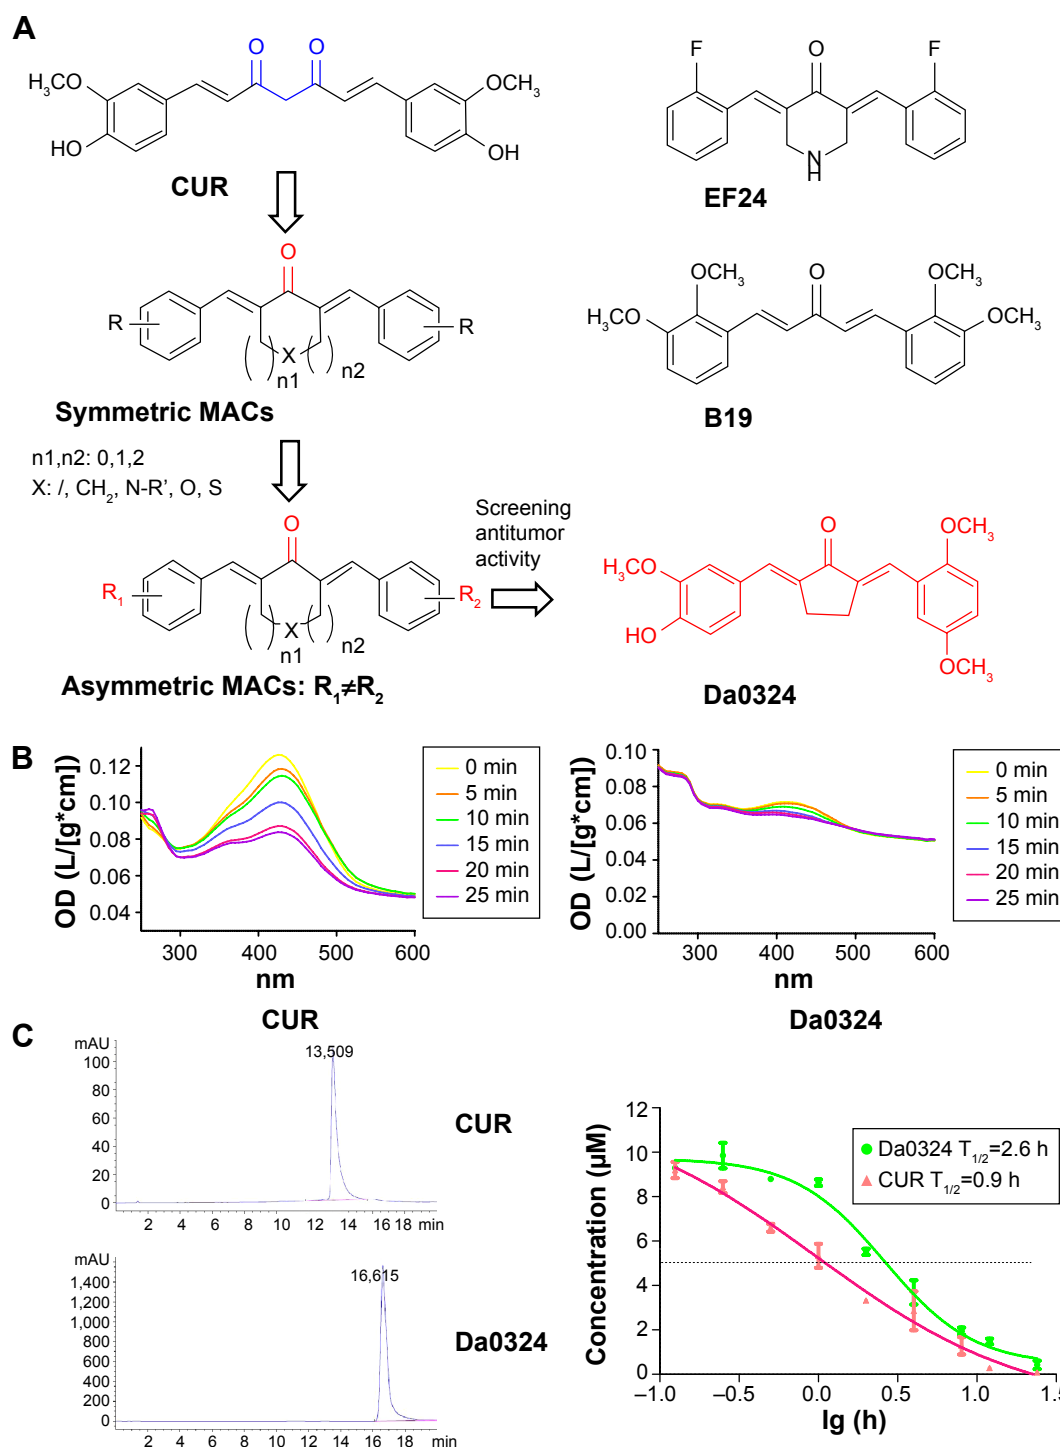 A
O O
H₃CO OCH₃
HO OH
CUR
F O F
N
H
EF24
O
R R
X
n1 n2
Symmetric MACs
OCH₃ O OCH₃
H₃CO OCH₃
B19
n1,n2: 0,1,2
X: /, CH₂, N-R’, O, S
O
R₁ R₂
X
n1 n2
Asymmetric MACs: R₁≠R₂
Screening
antitumor
activity
O OCH₃
H₃CO
HO
OCH₃
Da0324
B
OD (L/[g*cm])
0.12
0.10
0.08
0.06
0.04
300 400 500 600
nm
0 min
5 min
10 min
15 min
20 min
25 min
CUR
OD (L/[g*cm])
0.10
0.08
0.06
0.04
0.02
0.00
300 400 500 600
nm
0 min
5 min
10 min
15 min
20 min
25 min
Da0324
C
mAU
100
80
60
40
20
0
13,509
2 4 6 8 10 12 14 16 18 min
CUR
mAU
1,400
1,200
1,000
800
600
400
200
0
16,615
2 4 6 8 10 12 14 16 18 min
Da0324
Concentration (µM)
12
10
8
6
4
2
0
–1.0 –0.5 0.0 0.5 1.0 1.5
lg (h)
Da0324 T₁/₂=2.6 h
CUR T₁/₂=0.9 h